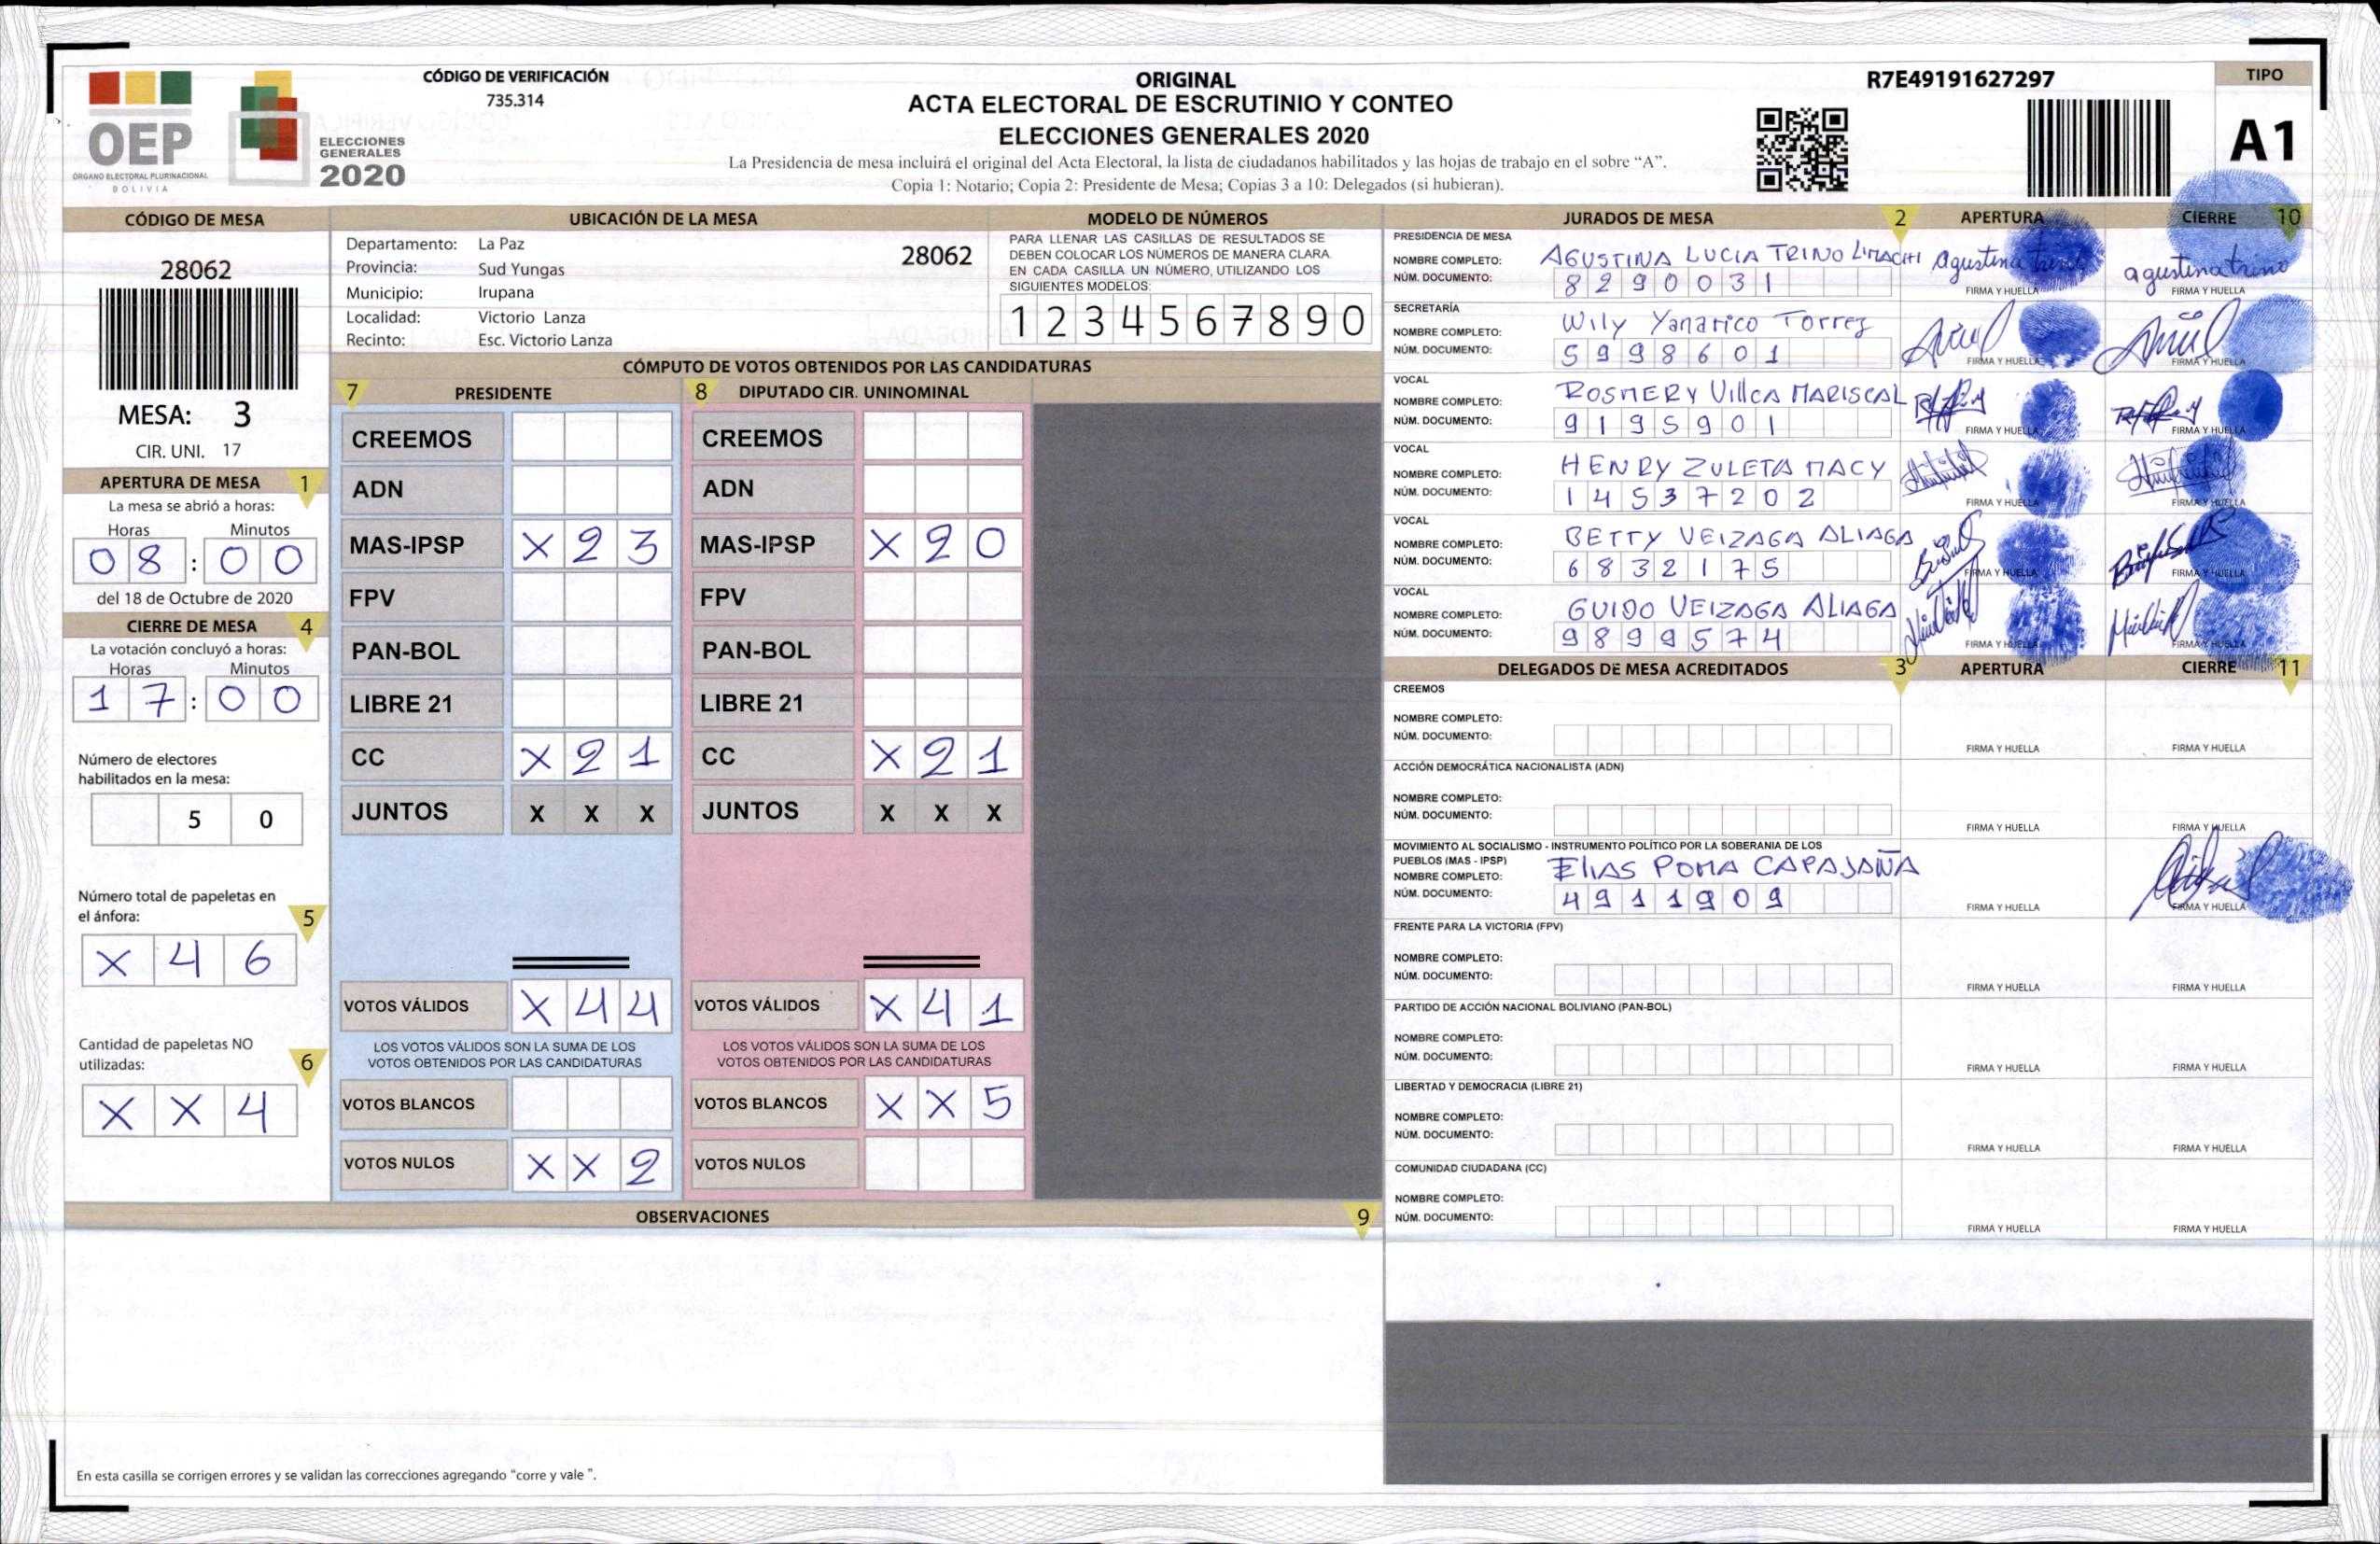 OEP
ÓRGANO ELECTORAL PLURINACIONAL
BOLIVIA
ELECCIONES
GENERALES
2020
CÓDIGO DE VERIFICACIÓN
735.314
ORIGINAL
ACTA ELECTORAL DE ESCRUTINIO Y CONTEO
ELECCIONES GENERALES 2020
La Presidencia de mesa incluirá el original del Acta Electoral, la lista de ciudadanos habilitados y las hojas de trabajo en el sobre “A”.
Copia 1: Notario; Copia 2: Presidente de Mesa; Copias 3 a 10: Delegados (si hubieran).
R7E49191627297
TIPO
A1
CÓDIGO DE MESA
28062
MESA: 3
CIR. UNI. 17
APERTURA DE MESA 1
La mesa se abrió a horas:
Horas Minutos
08:00
del 18 de Octubre de 2020
CIERRE DE MESA 4
La votación concluyó a horas:
Horas Minutos
17:00
Número de electores
habilitados en la mesa:
5 0
Número total de papeletas en
el ánfora: 5
X 4 6
Cantidad de papeletas NO
utilizadas: 6
X X 4
UBICACIÓN DE LA MESA
Departamento: La Paz 28062
Provincia: Sud Yungas
Municipio: Irupana
Localidad: Victorio Lanza
Recinto: Esc. Victorio Lanza
MODELO DE NÚMEROS
PARA LLENAR LAS CASILLAS DE RESULTADOS SE
DEBEN COLOCAR LOS NÚMEROS DE MANERA CLARA.
EN CADA CASILLA UN NÚMERO, UTILIZANDO LOS
SIGUIENTES MODELOS:
1 2 3 4 5 6 7 8 9 0
CÓMPUTO DE VOTOS OBTENIDOS POR LAS CANDIDATURAS
7 PRESIDENTE
CREEMOS
ADN
MAS-IPSP X 2 3
FPV
PAN-BOL
LIBRE 21
CC X 2 1
JUNTOS X X X
VOTOS VÁLIDOS X 4 4
LOS VOTOS VÁLIDOS SON LA SUMA DE LOS
VOTOS OBTENIDOS POR LAS CANDIDATURAS
VOTOS BLANCOS
VOTOS NULOS X X 2
8 DIPUTADO CIR. UNINOMINAL
CREEMOS
ADN
MAS-IPSP X 2 0
FPV
PAN-BOL
LIBRE 21
CC X 2 1
JUNTOS X X X
VOTOS VÁLIDOS X 4 1
LOS VOTOS VÁLIDOS SON LA SUMA DE LOS
VOTOS OBTENIDOS POR LAS CANDIDATURAS
VOTOS BLANCOS X X 5
VOTOS NULOS
OBSERVACIONES 9
En esta casilla se corrigen errores y se validan las correcciones agregando "corre y vale ".
JURADOS DE MESA 2 APERTURA CIERRE 10
PRESIDENCIA DE MESA
NOMBRE COMPLETO: AGUSTINA LUCIA TRINO LIMACHI agustina trino agustina trino
NÚM. DOCUMENTO: 8290031 FIRMA Y HUELLA FIRMA Y HUELLA
SECRETARÍA
NOMBRE COMPLETO: Wily Yanarico Torrez
NÚM. DOCUMENTO: 5998601 FIRMA Y HUELLA FIRMA Y HUELLA
VOCAL
NOMBRE COMPLETO: ROSMERY Villca MARISCAL
NÚM. DOCUMENTO: 9195901 FIRMA Y HUELLA FIRMA Y HUELLA
VOCAL
NOMBRE COMPLETO: HENRY ZULETA MACY
NÚM. DOCUMENTO: 14537202 FIRMA Y HUELLA FIRMA Y HUELLA
VOCAL
NOMBRE COMPLETO: BETTY VEIZAGA ALIAGA
NÚM. DOCUMENTO: 6832175 FIRMA Y HUELLA FIRMA Y HUELLA
VOCAL
NOMBRE COMPLETO: GUIDO VEIZAGA ALIAGA
NÚM. DOCUMENTO: 9899574 FIRMA Y HUELLA FIRMA Y HUELLA
DELEGADOS DE MESA ACREDITADOS 3 APERTURA CIERRE 11
CREEMOS
NOMBRE COMPLETO:
NÚM. DOCUMENTO: FIRMA Y HUELLA FIRMA Y HUELLA
ACCIÓN DEMOCRÁTICA NACIONALISTA (ADN)
NOMBRE COMPLETO:
NÚM. DOCUMENTO: FIRMA Y HUELLA FIRMA Y HUELLA
MOVIMIENTO AL SOCIALISMO - INSTRUMENTO POLÍTICO POR LA SOBERANIA DE LOS
PUEBLOS (MAS - IPSP)
NOMBRE COMPLETO: ElIAS POMA CAPAJAÑA
NÚM. DOCUMENTO: 4911909 FIRMA Y HUELLA FIRMA Y HUELLA
FRENTE PARA LA VICTORIA (FPV)
NOMBRE COMPLETO:
NÚM. DOCUMENTO: FIRMA Y HUELLA FIRMA Y HUELLA
PARTIDO DE ACCIÓN NACIONAL BOLIVIANO (PAN-BOL)
NOMBRE COMPLETO:
NÚM. DOCUMENTO: FIRMA Y HUELLA FIRMA Y HUELLA
LIBERTAD Y DEMOCRACIA (LIBRE 21)
NOMBRE COMPLETO:
NÚM. DOCUMENTO: FIRMA Y HUELLA FIRMA Y HUELLA
COMUNIDAD CIUDADANA (CC)
NOMBRE COMPLETO:
NÚM. DOCUMENTO: FIRMA Y HUELLA FIRMA Y HUELLA